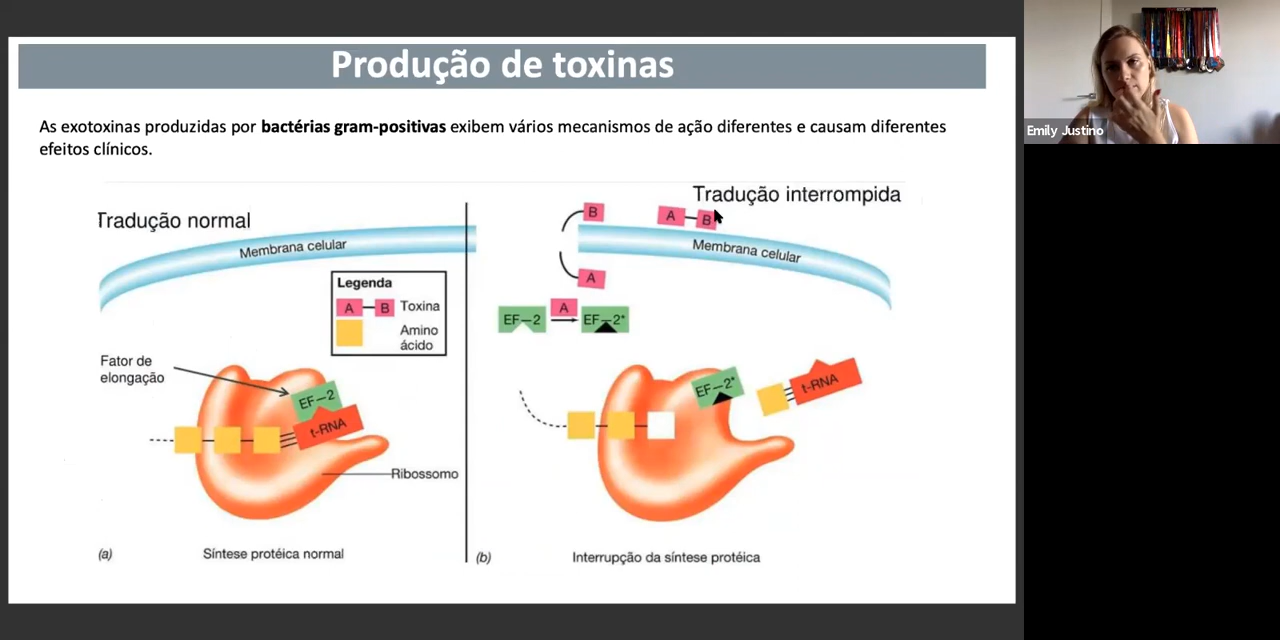 Produção de toxinas
As exotoxinas produzidas por bactérias gram-positivas exibem vários mecanismos de ação diferentes e causam diferentes
efeitos clínicos.
Tradução normal
Membrana celular
Legenda
A B Toxina
Amino
ácido
Fator de
elongação
EF–2
t-RNA
Ribossomo
(a) Síntese protéica normal
Tradução interrompida
B
A B
Membrana celular
A
EF–2 A EF–2*
EF–2*
t-RNA
(b) Interrupção da síntese protéica
Emily Justino